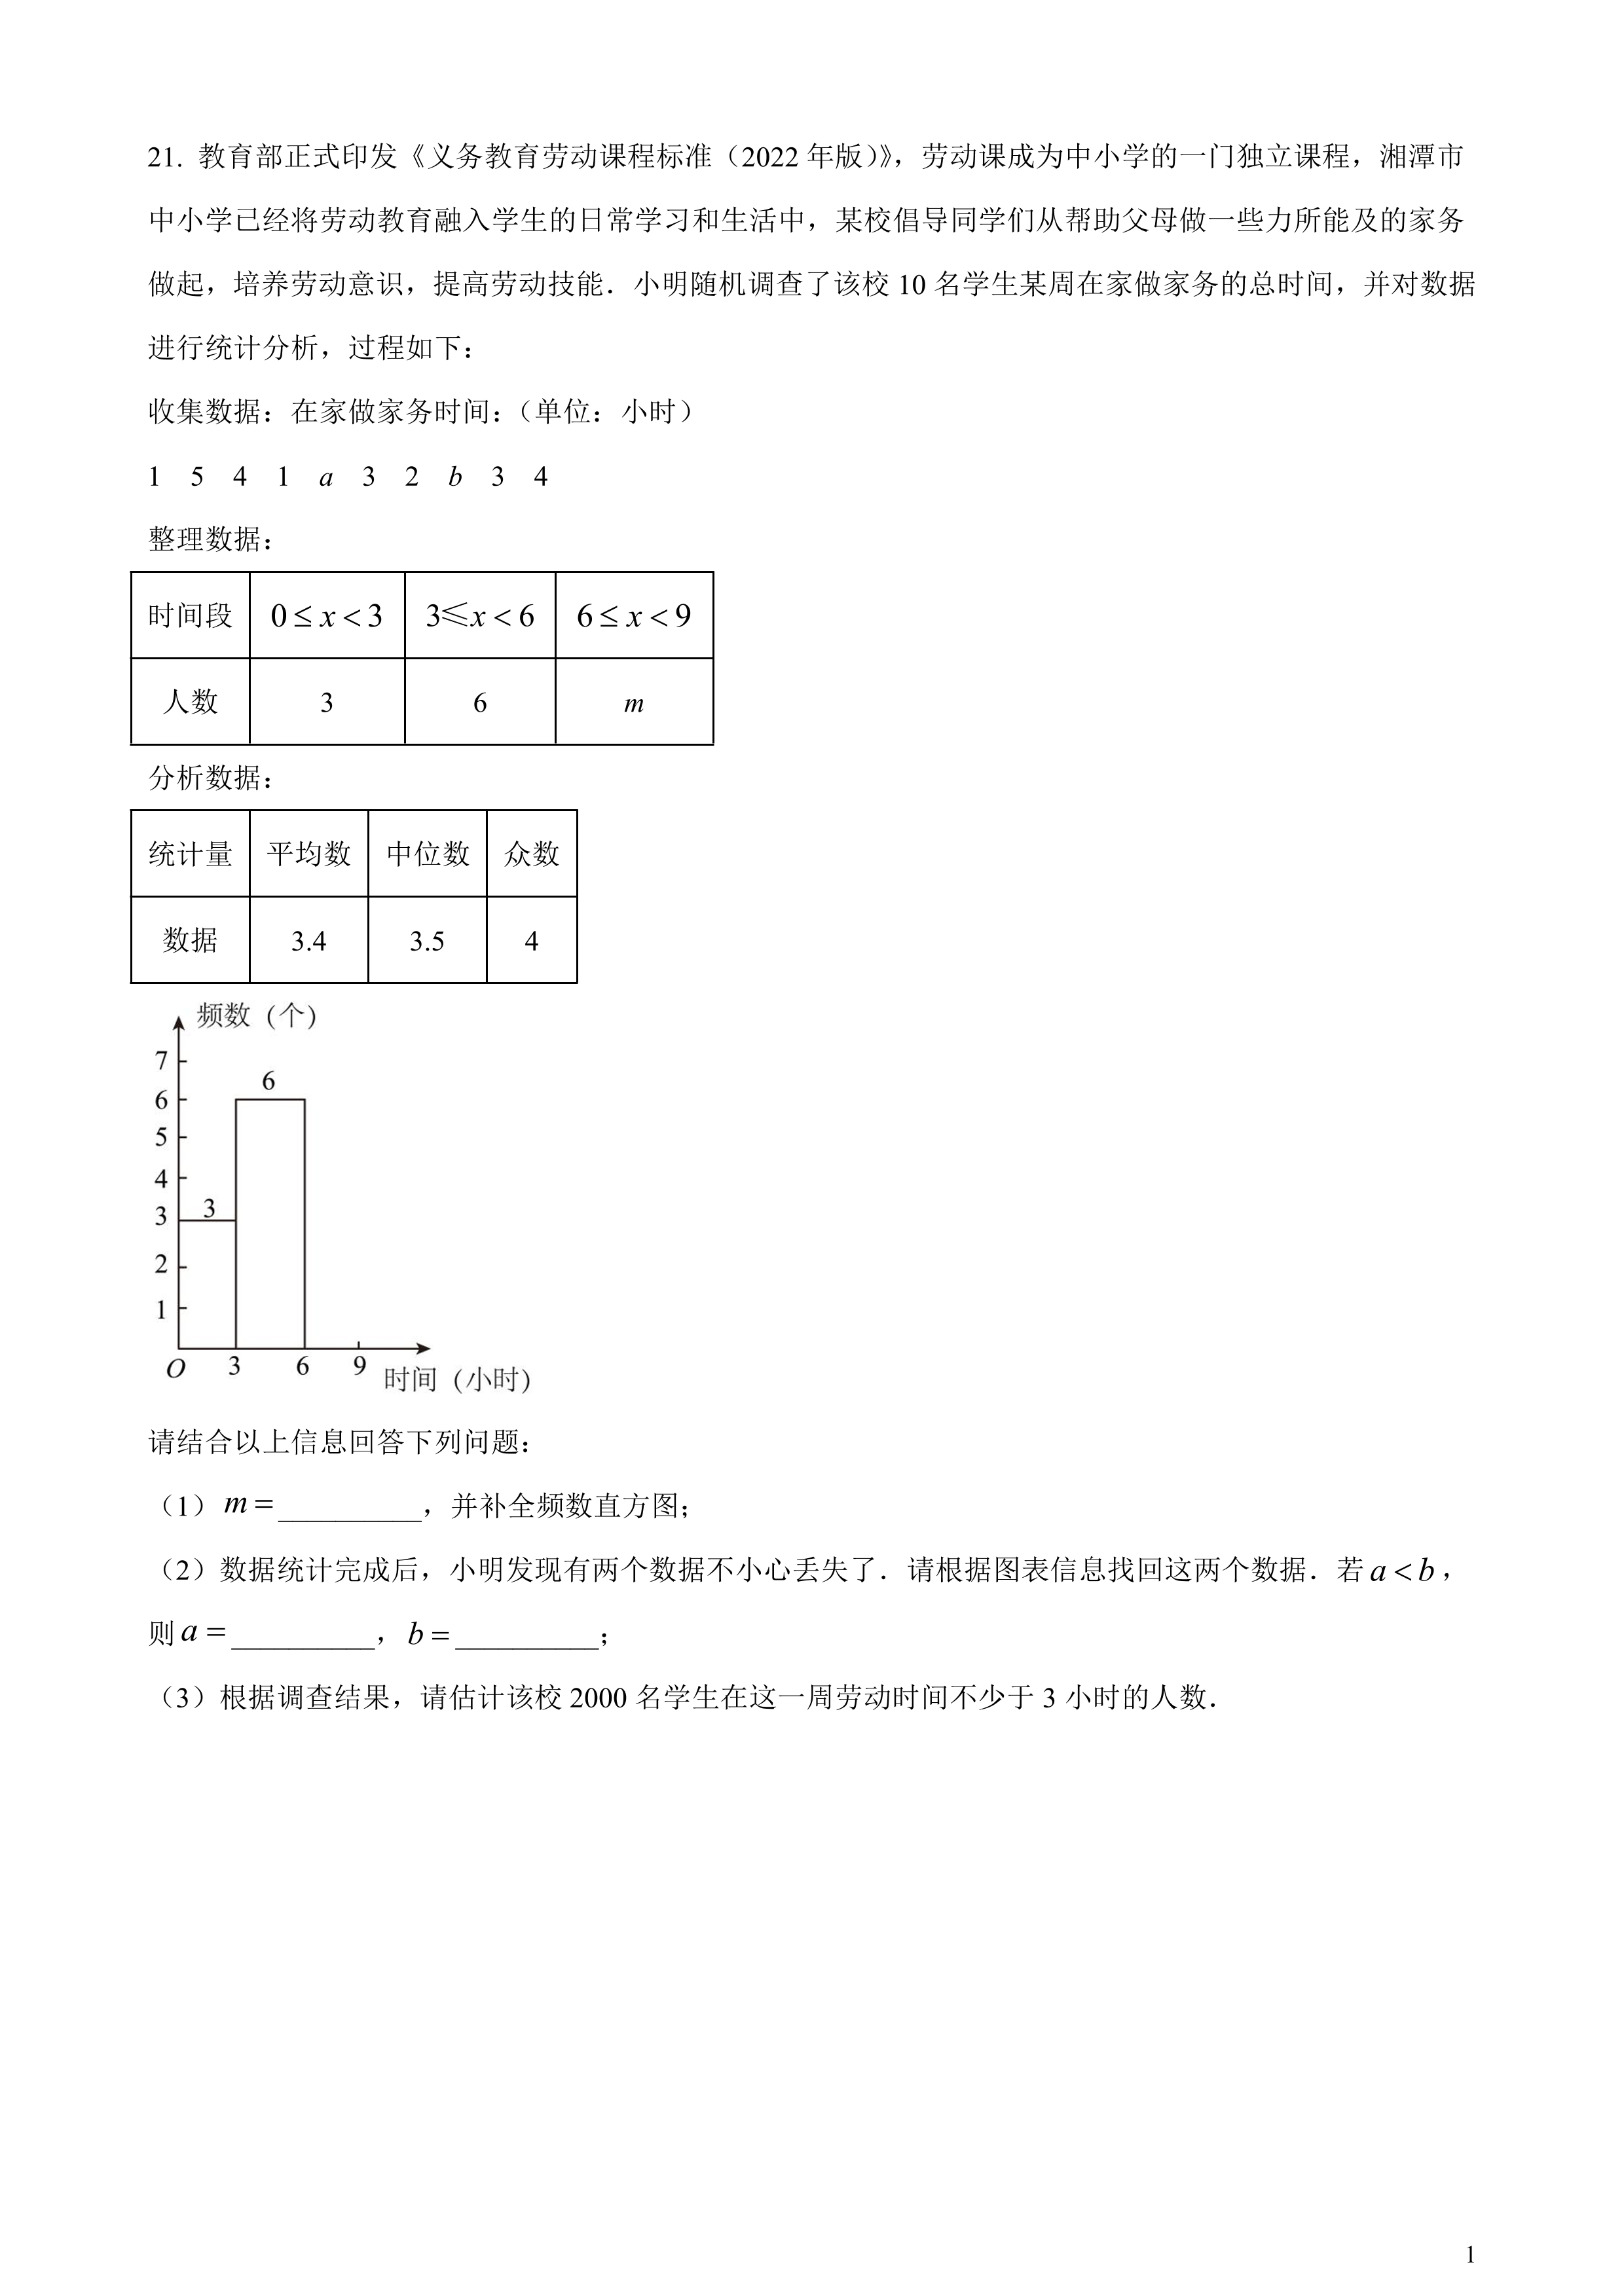 21. 教育部正式印发《义务教育劳动课程标准（2022 年版）》，劳动课成为中小学的一门独立课程，湘潭市
中小学已经将劳动教育融入学生的日常学习和生活中，某校倡导同学们从帮助父母做一些力所能及的家务
做起，培养劳动意识，提高劳动技能．小明随机调查了该校 10 名学生某周在家做家务的总时间，并对数据
进行统计分析，过程如下：
收集数据：在家做家务时间：（单位：小时）
1 5 4 1 a 3 2 b 3 4
整理数据：
时间段 0≤x<3 3≤x<6 6≤x<9
人数 3 6 m
分析数据：
统计量 平均数 中位数 众数
数据 3.4 3.5 4
频数（个）
7
6
6
5
4
3
3
2
1
O 3 6 9 时间（小时）
请结合以上信息回答下列问题：
（1）m=__________，并补全频数直方图；
（2）数据统计完成后，小明发现有两个数据不小心丢失了．请根据图表信息找回这两个数据．若 a<b，
则 a=__________，b=__________；
（3）根据调查结果，请估计该校 2000 名学生在这一周劳动时间不少于 3 小时的人数．
1